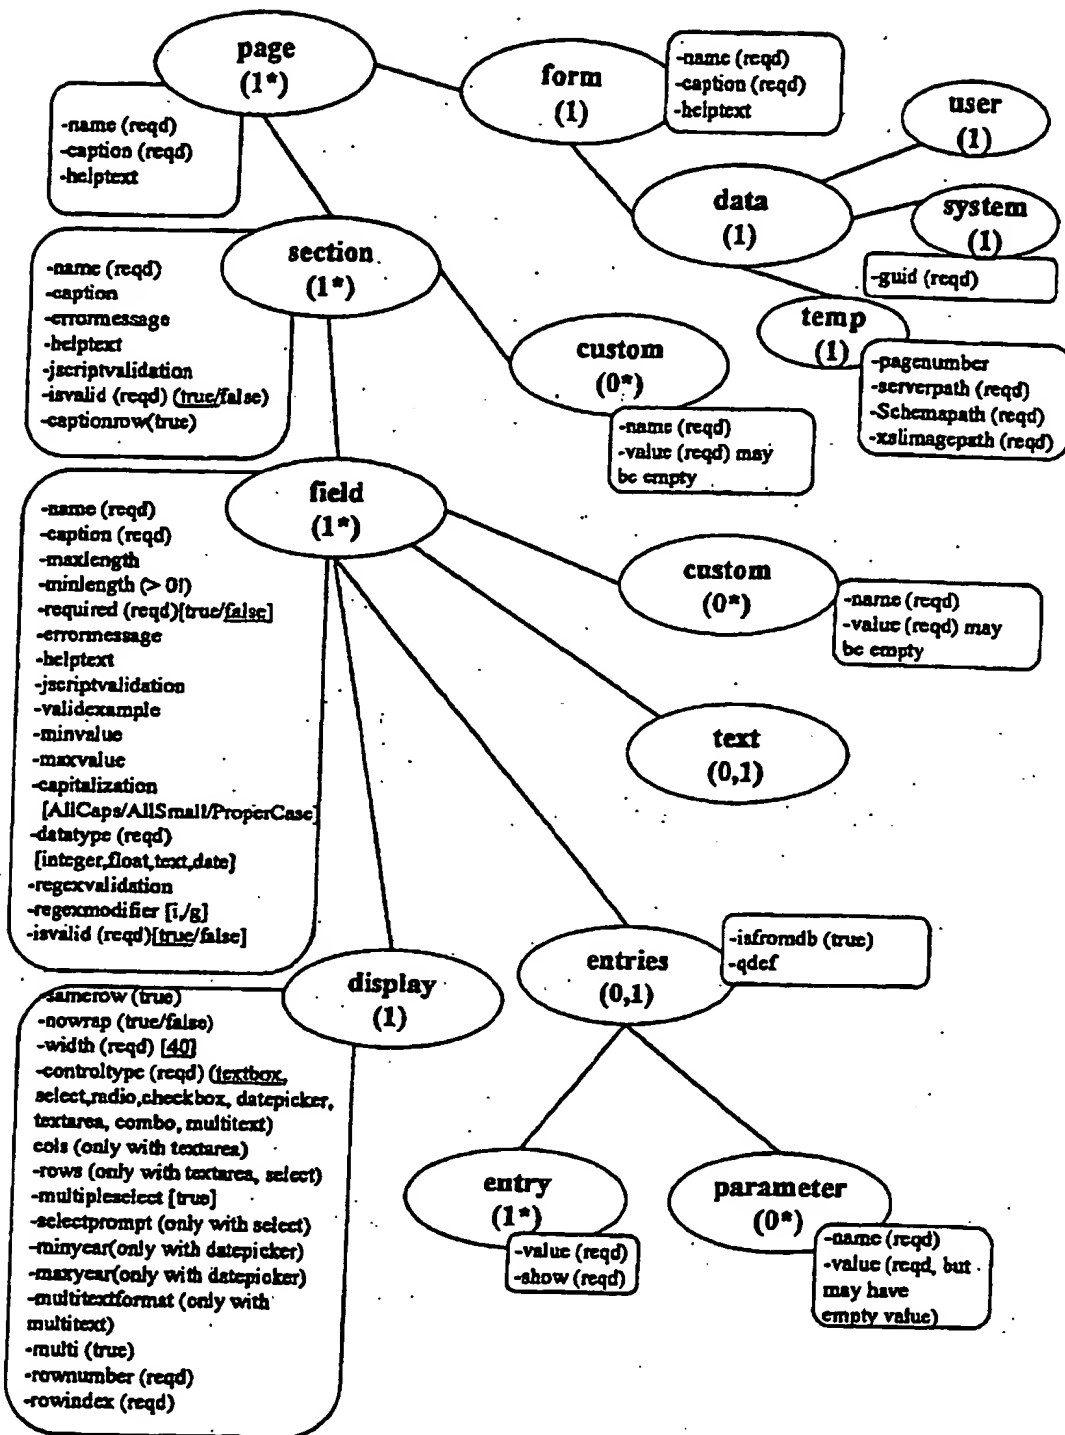 page
(1*)
-name (reqd)
-caption (reqd)
-helptext
form
(1)
-name (reqd)
-caption (reqd)
-helptext
user
(1)
data
(1)
system
(1)
-guid (reqd)
temp
(1)
-pagenumber
-serverpath (reqd)
-Schemapath (reqd)
-xslimagepath (reqd)
section
(1*)
-name (reqd)
-caption
-errormessage
-helptext
-jscriptvalidation
-isvalid (reqd) (true/false)
-captionrow(true)
custom
(0*)
-name (reqd)
-value (reqd) may
be empty
field
(1*)
-name (reqd)
-caption (reqd)
-maxlength
-minlength (> 0!)
-required (reqd)[true/false]
-errormessage
-helptext
-jscriptvalidation
-validexample
-minvalue
-maxvalue
-capitalization
[AllCaps/AllSmall/ProperCase]
-datatype (reqd)
[integer,float,text,date]
-regexvalidation
-regexmodifier [i,/g]
-isvalid (reqd)[true/false]
custom
(0*)
-name (reqd)
-value (reqd) may
be empty
text
(0,1)
entries
(0,1)
-isfromdb (true)
-qdef
display
(1)
-samerow (true)
-nowrap (true/false)
-width (reqd) [40]
-controltype (reqd) (textbox,
select,radio,checkbox, datepicker,
textarea, combo, multitext)
cols (only with textarea)
-rows (only with textarea, select)
-multipleselect [true]
-selectprompt (only with select)
-minyear(only with datepicker)
-maxyear(only with datepicker)
-multitextformat (only with
multitext)
-multi (true)
-rownumber (reqd)
-rowindex (reqd)
entry
(1*)
-value (reqd)
-show (reqd)
parameter
(0*)
-name (reqd)
-value (reqd, but
may have
empty value)